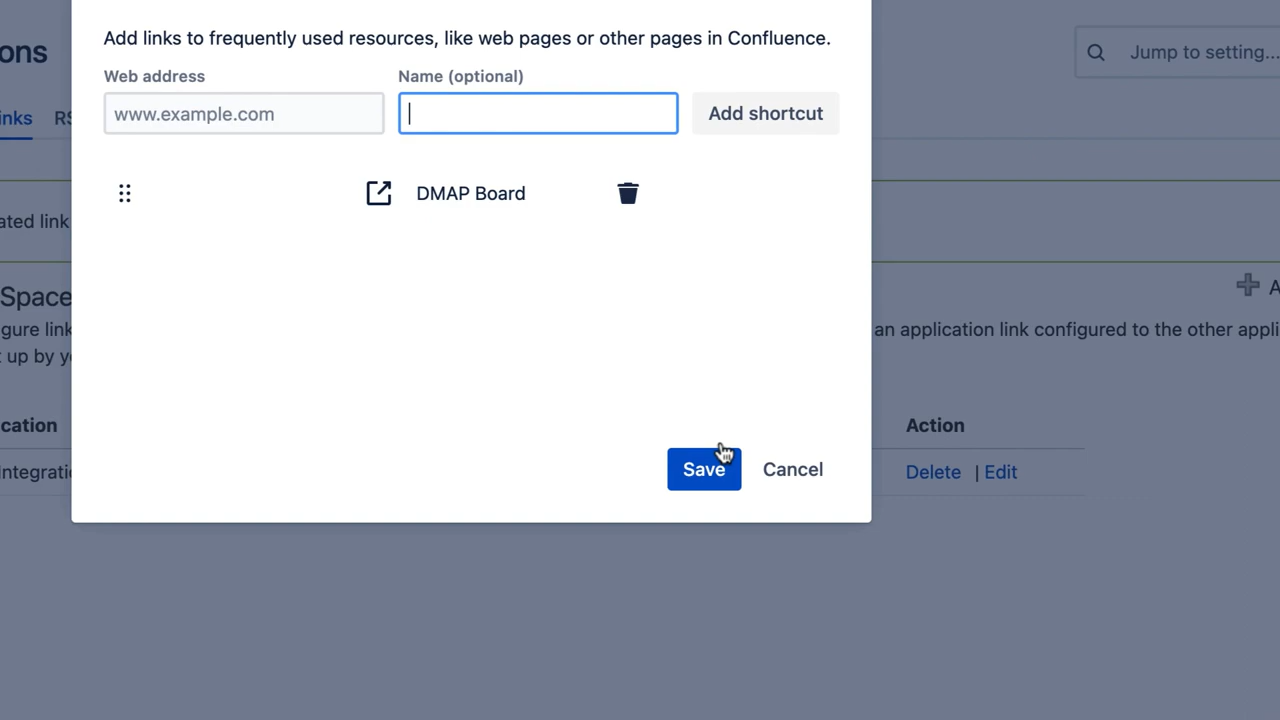 Add links to frequently used resources, like web pages or other pages in Confluence.
ons
Jump to setting...
Web address
Name (optional)
www.example.com
Add shortcut
inks
RS
DMAP Board
ated link
Space
gure link
an application link configured to the other appli
t up by y
cation
Action
Save
Cancel
Integratic
Delete | Edit